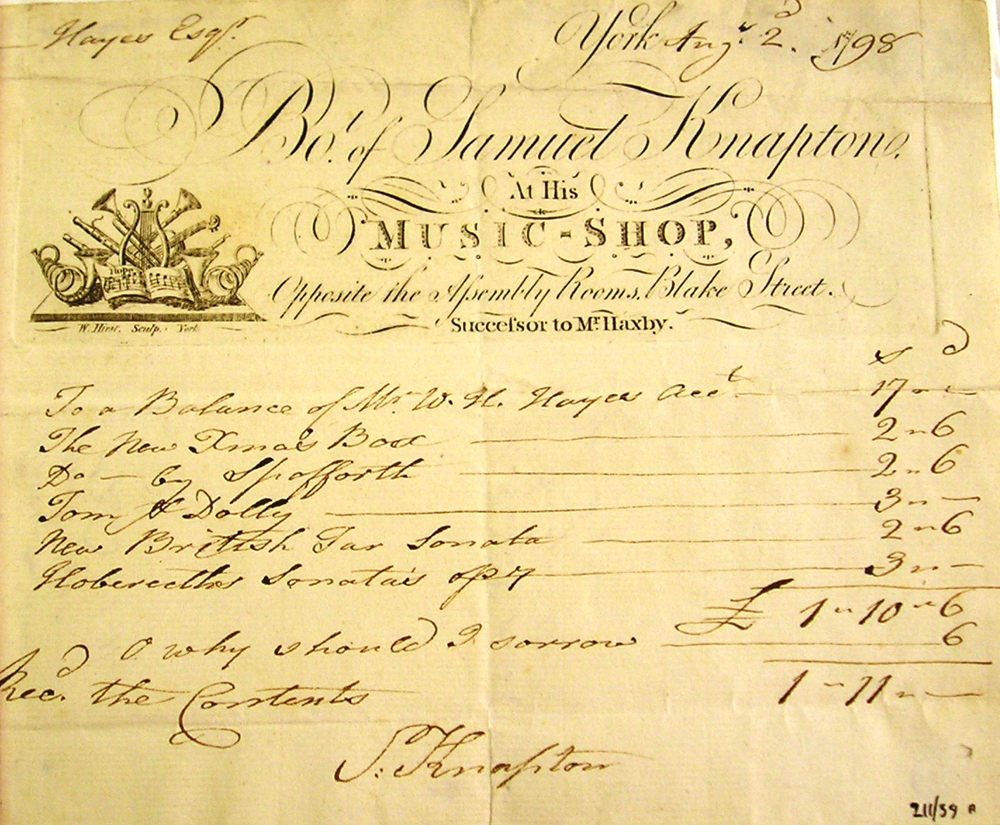 Hayes Esqr.
York Augt. 2d. 1798
Bot. of Samuel Knapton,
At His
MUSIC-SHOP,
Opposite the Aſsembly Rooms, Blake Street.
Succeſsor to Mr. Haxby.
Hope
W. Hirst. Sculp. York
s d
To a Balance of Mr. W. H. Hayes Acct 17 " "
The New Xmas Box 2 " 6
Do — by Spofforth 2 " 6
Tom & Dolly 3 " —
New British Tar Sonata 2 " 6
Sonata's op 7 3 " —
£ 1 " 10 " 6
O why should I sorrow 6
1 " 11 " —
Recd. the Contents
S. Knapton
211/59